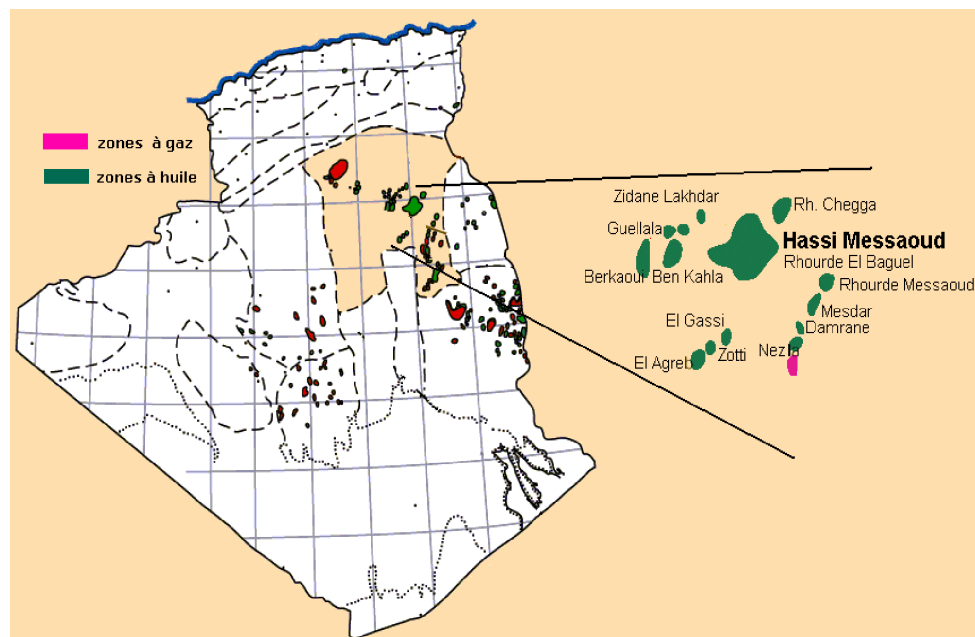 zones à gaz
zones à huile
Zidane Lakhdar
Rh. Chegga
Guellala
Hassi Messaoud
Berkaoui Ben Kahla
Rhourde El Baguel
Rhourde Messaoud
Mesdar
El Gassi
Damrane
El Agreb
Zotti
Nezla